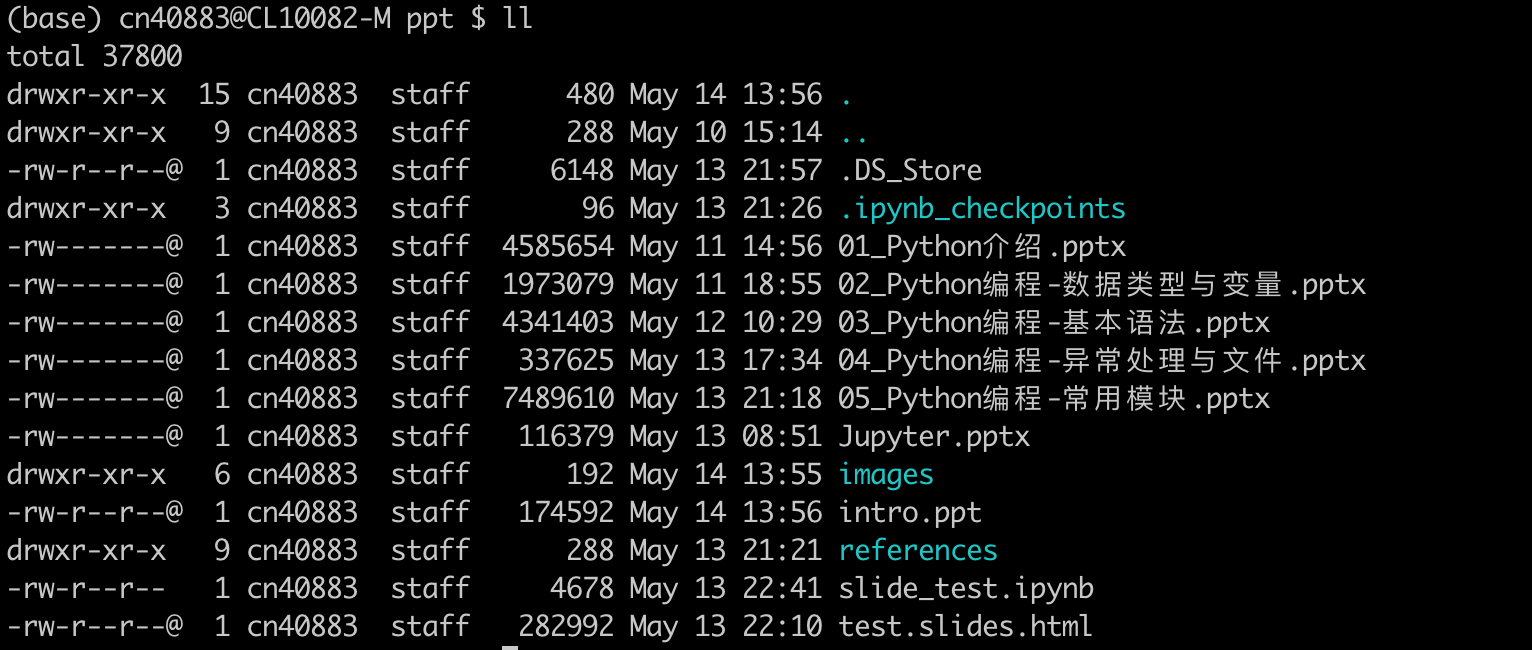 (base) cn40883@CL10082-M ppt $ ll
total 37800
drwxr-xr-x  15 cn40883  staff      480 May 14 13:56 .
drwxr-xr-x   9 cn40883  staff      288 May 10 15:14 ..
-rw-r--r--@  1 cn40883  staff     6148 May 13 21:57 .DS_Store
drwxr-xr-x   3 cn40883  staff       96 May 13 21:26 .ipynb_checkpoints
-rw-------@  1 cn40883  staff  4585654 May 11 14:56 01_Python介绍.pptx
-rw-------@  1 cn40883  staff  1973079 May 11 18:55 02_Python编程-数据类型与变量.pptx
-rw-------@  1 cn40883  staff  4341403 May 12 10:29 03_Python编程-基本语法.pptx
-rw-------@  1 cn40883  staff   337625 May 13 17:34 04_Python编程-异常处理与文件.pptx
-rw-------@  1 cn40883  staff  7489610 May 13 21:18 05_Python编程-常用模块.pptx
-rw-------@  1 cn40883  staff   116379 May 13 08:51 Jupyter.pptx
drwxr-xr-x   6 cn40883  staff      192 May 14 13:55 images
-rw-r--r--@  1 cn40883  staff   174592 May 14 13:56 intro.ppt
drwxr-xr-x   9 cn40883  staff      288 May 13 21:21 references
-rw-r--r--   1 cn40883  staff     4678 May 13 22:41 slide_test.ipynb
-rw-r--r--@  1 cn40883  staff   282992 May 13 22:10 test.slides.html